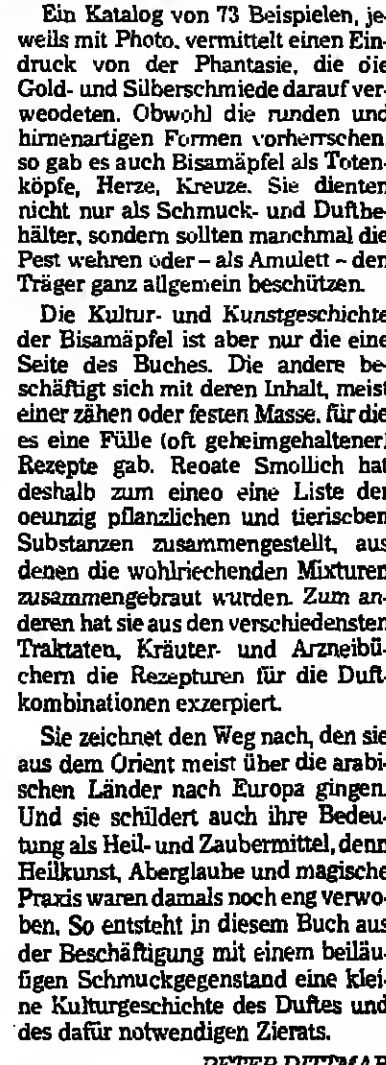 Ein Katalog von 73 Beispielen, je-
weils mit Photo, vermittelt einen Ein-
druck von der Phantasie, die die
Gold- und Silberschmiede darauf ver-
weodeten. Obwohl die runden und
hirnenartigen Formen vorherrschen,
so gab es auch Bisamäpfel als Toten-
köpfe, Herze, Kreuze. Sie dienten
nicht nur als Schmuck- und Duftbe-
hälter, sondern sollten manchmal die
Pest wehren oder – als Amulett – den
Träger ganz allgemein beschützen.
Die Kultur- und Kunstgeschichte
der Bisamäpfel ist aber nur die eine
Seite des Buches. Die andere be-
schäftigt sich mit deren Inhalt, meist
einer zähen oder festen Masse, für die
es eine Fülle (oft geheimgehaltener)
Rezepte gab. Reoate Smollich hat
deshalb zum eineo eine Liste der
oeunzig pflanzlichen und tieriscben
Substanzen zusammengestellt, aus
denen die wohlriechenden Mixturen
zusammengebraut wurden. Zum an-
deren hat sie aus den verschiedensten
Traktaten, Kräuter- und Arzneibü-
chern die Rezepturen für die Duft-
kombinationen exzerpiert.
Sie zeichnet den Weg nach, den sie
aus dem Orient meist über die arabi-
schen Länder nach Europa gingen.
Und sie schildert auch ihre Bedeu-
tung als Heil- und Zaubermittel, denn
Heilkunst, Aberglaube und magische
Praxis waren damals noch eng verwo-
ben. So entsteht in diesem Buch aus
der Beschäftigung mit einem beiläu-
figen Schmuckgegenstand eine klei-
ne Kulturgeschichte des Duftes und
des dafür notwendigen Zierats.
PETER DITTMAR